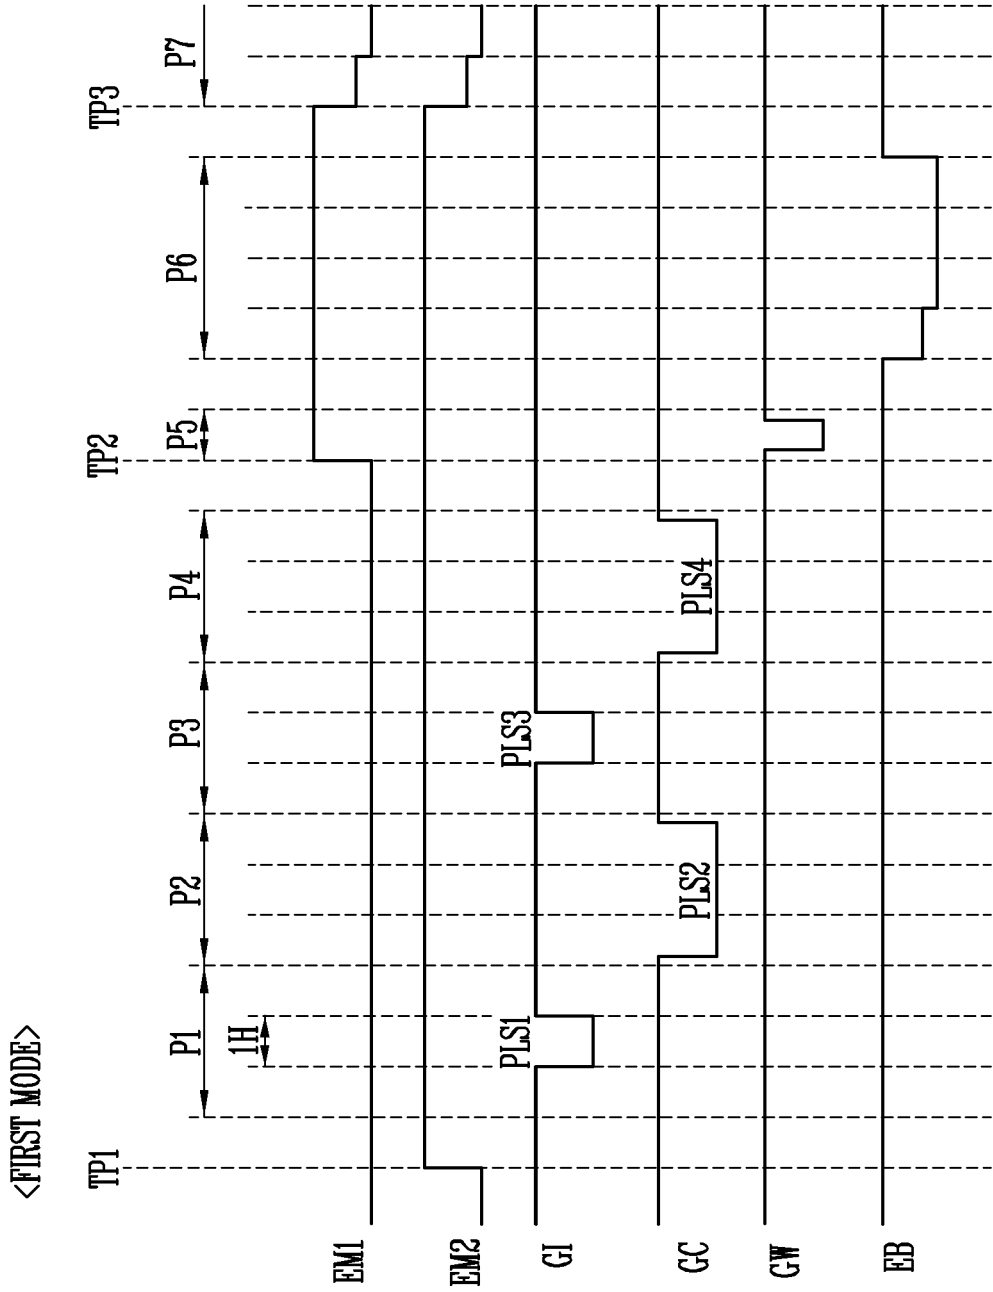 <FIRST MODE>
TP1 TP2 TP3
P1 P2 P3 P4 P5 P6 P7
1H
EM1
EM2
GI PLS1 PLS3
GC PLS2 PLS4
GW
EB